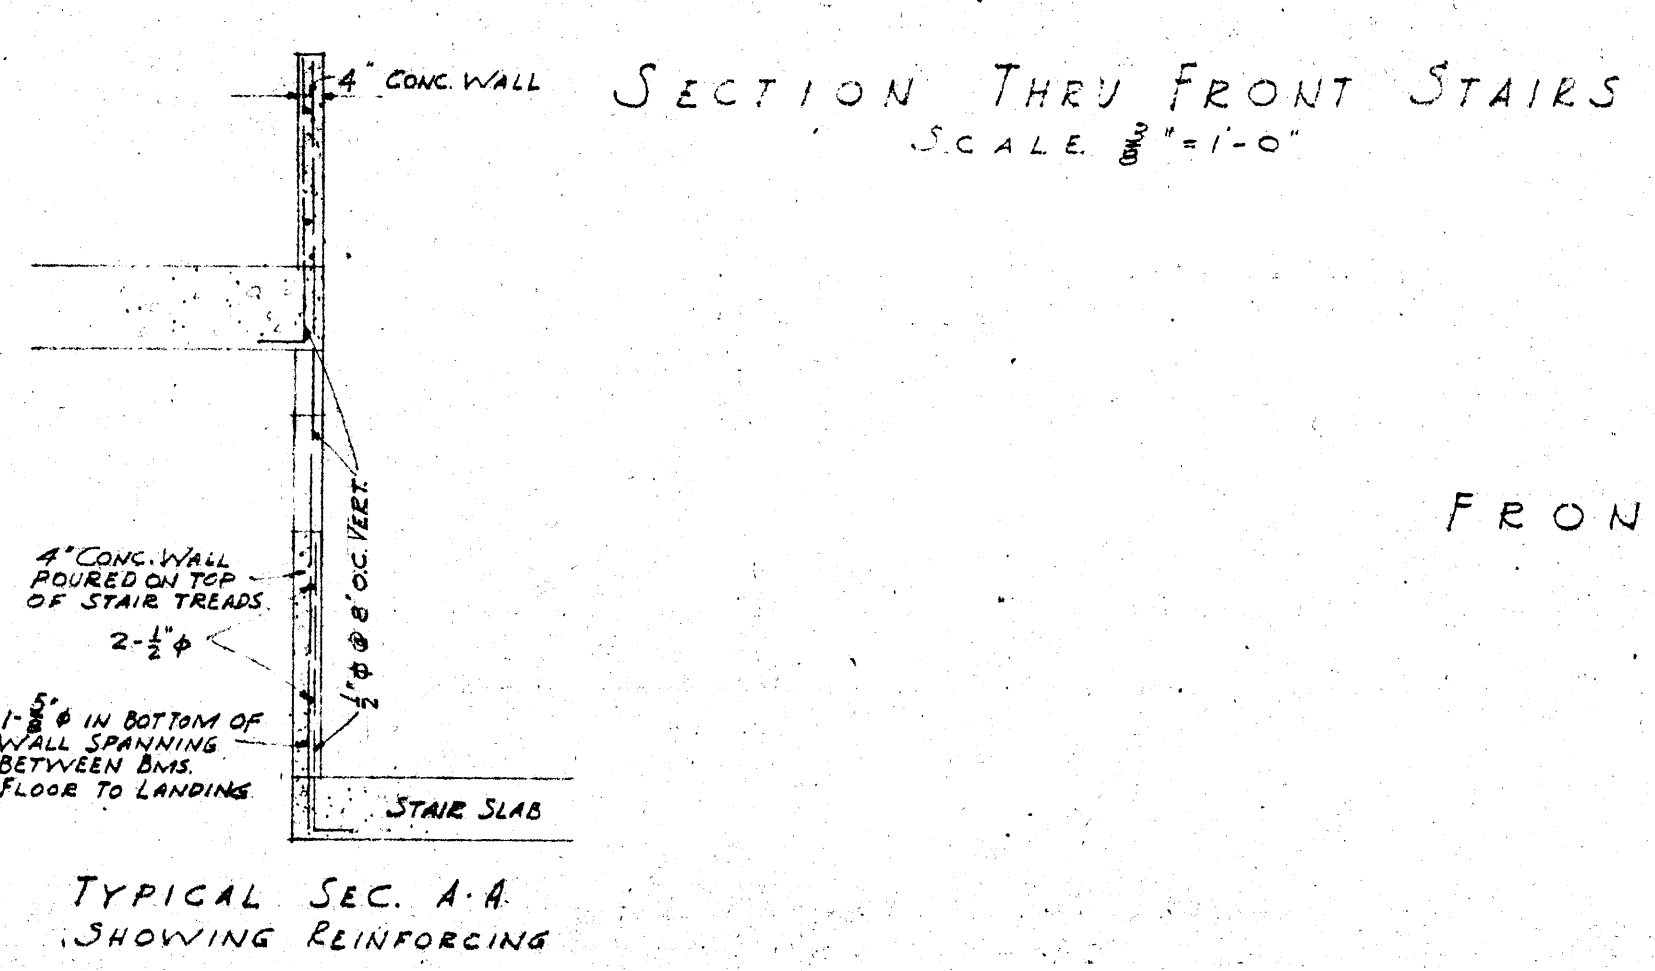 4" CONC. WALL
SECTION THRU FRONT STAIRS
SCALE 3/8" = 1'-0"
FRON
4" CONC. WALL
POURED ON TOP
OF STAIR TREADS.
2-1/2" ϕ
1/2" ϕ @ 8" O.C. VERT.
1-5/8" ϕ IN BOTTOM OF
WALL SPANNING
BETWEEN BMS.
FLOOR TO LANDING
STAIR SLAB
TYPICAL SEC. A-A
SHOWING REINFORCING